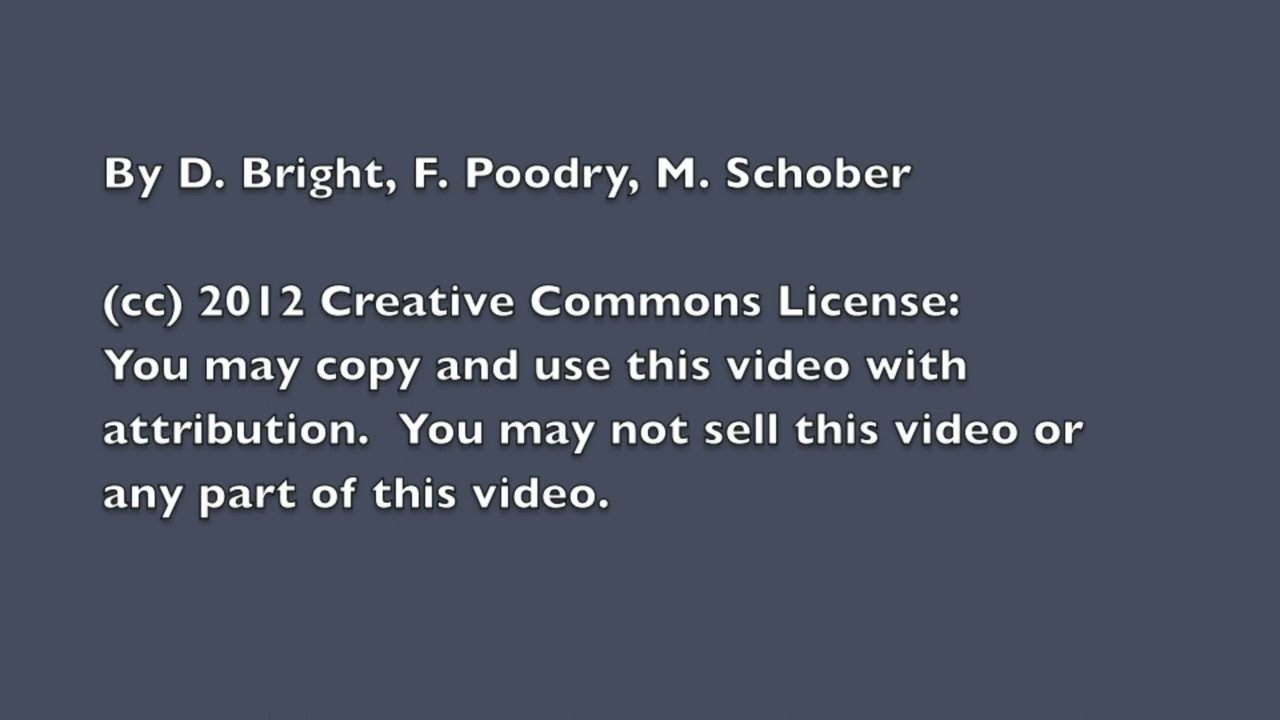 By D. Bright, F. Poodry, M. Schober
(cc) 2012 Creative Commons License:
You may copy and use this video with
attribution.  You may not sell this video or
any part of this video.